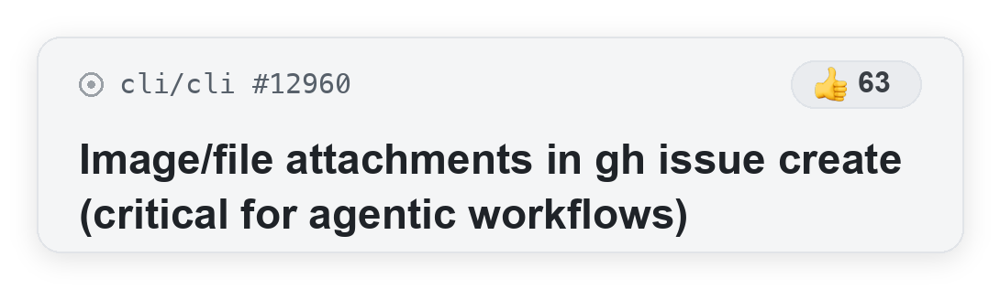 cli/cli #12960
👍 63
Image/file attachments in gh issue create
(critical for agentic workflows)